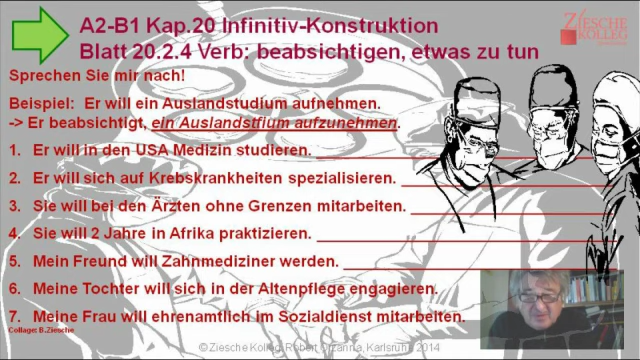 A2-B1 Kap.20 Infinitiv-Konstruktion
ZIESCHE
KOLLEG
Blatt 20.2.4 Verb: beabsichtigen, etwas zu tun
Sprechen Sie mir nach!
Beispiel: Er will ein Auslandstudium aufnehmen.
-> Er beabsichtigt, ein Auslandstfium aufzunehmen.
1. Er will in den USA Medizin studieren.
2. Er will sich auf Krebskrankheiten spezialisieren.
3. Sie will bei den Ärzten ohne Grenzen mitarbeiten.
4. Sie will 2 Jahre in Afrika praktizieren.
5. Mein Freund will Zahnmediziner werden.
6. Meine Tochter will sich in der Altenpflege engagieren.
7. Meine Frau will ehrenamtlich im Sozialdienst mitarbeiten.
Collage: B.Ziesche
© Ziesche Kolleg, Robert Karlsruhe 2014